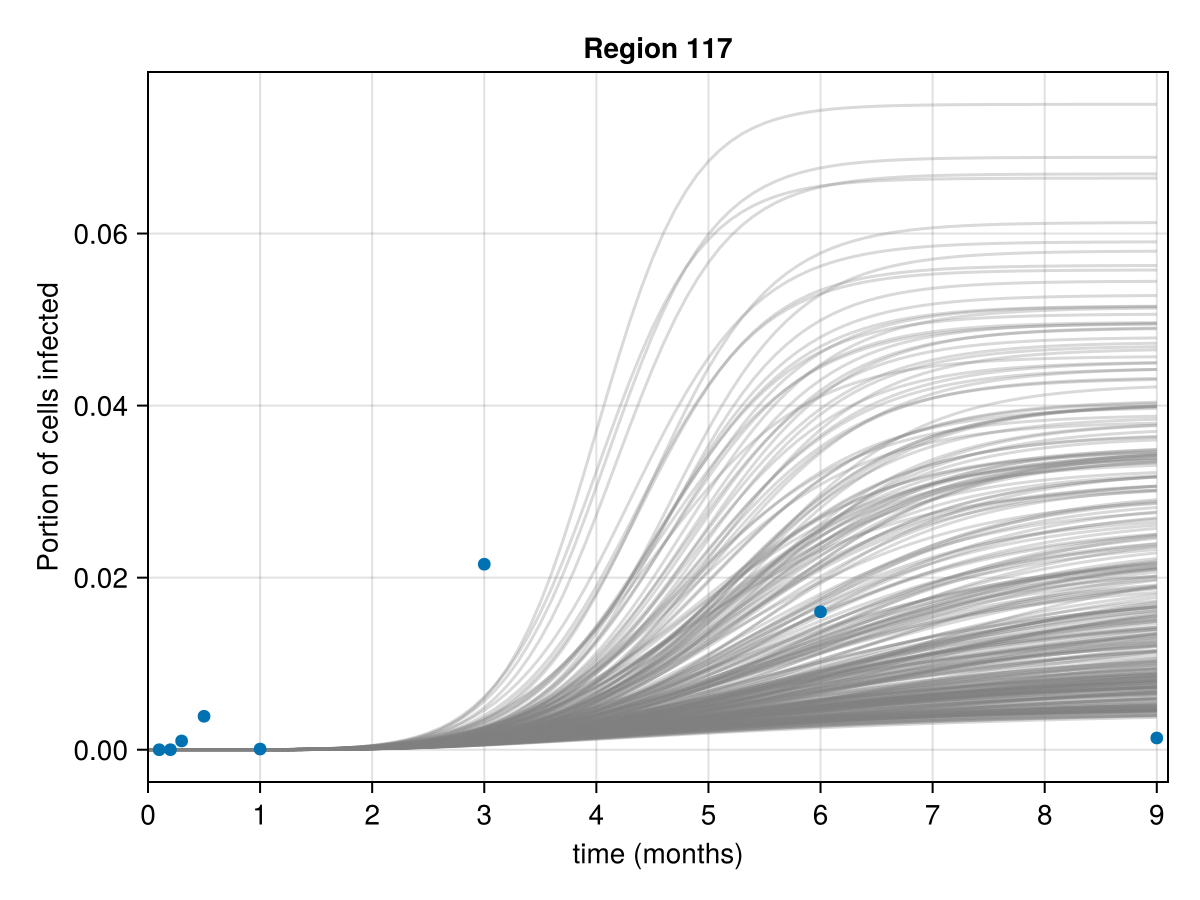 Region 117
Portion of cells infected
0.06
0.04
0.02
0.00
0 1 2 3 4 5 6 7 8 9
time (months)